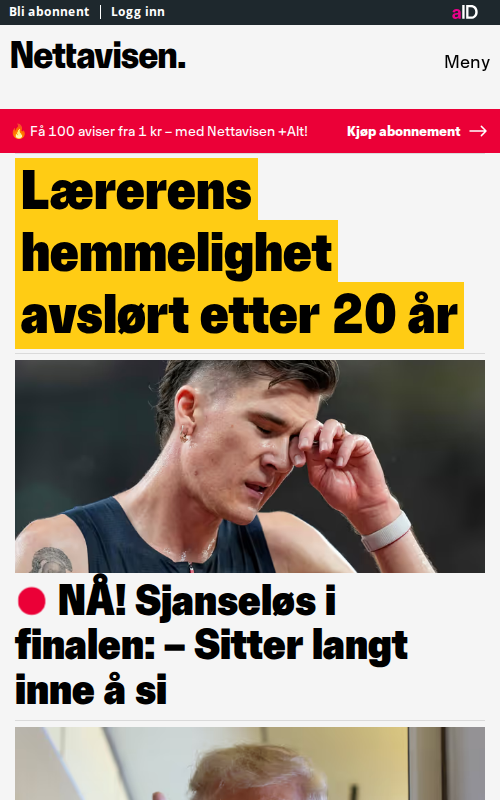 Bli abonnent | Logg inn
aID
Nettavisen.
Meny
🔥 Få 100 aviser fra 1 kr – med Nettavisen +Alt!
Kjøp abonnement →
Lærerens
hemmelighet
avslørt etter 20 år
NÅ! Sjanseløs i
finalen: – Sitter langt
inne å si